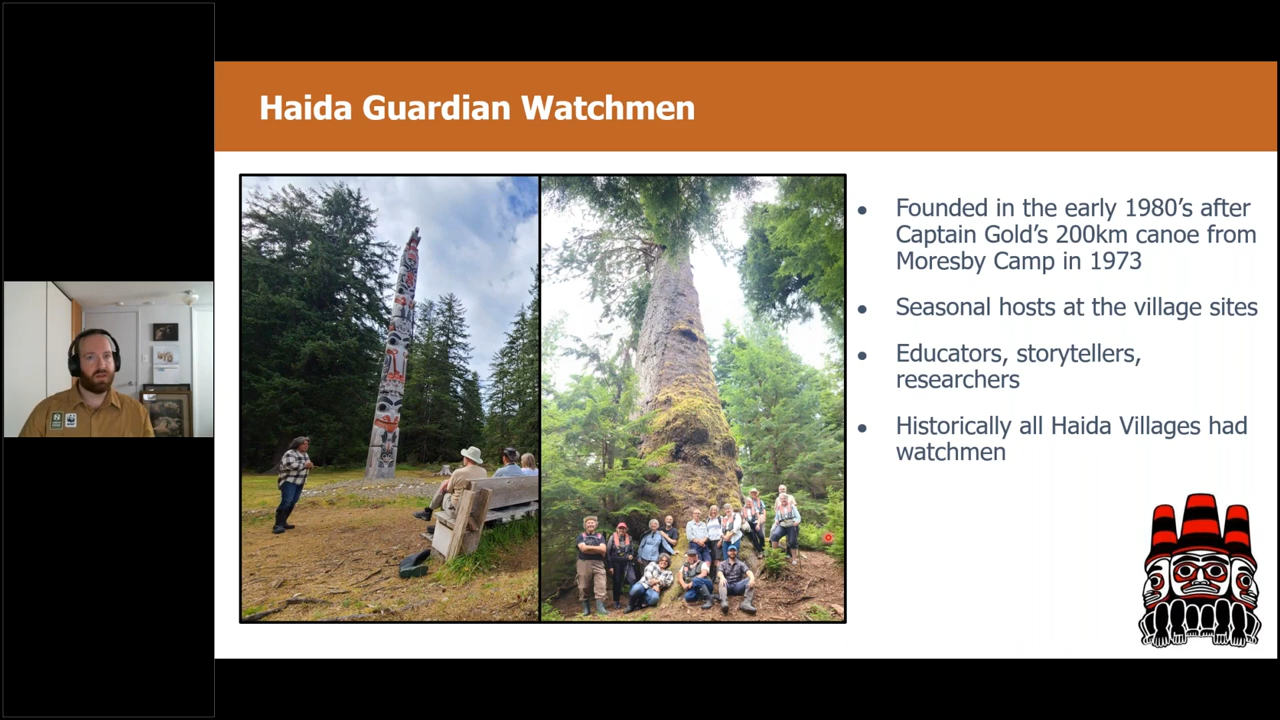 Haida Guardian Watchmen
● Founded in the early 1980's after
Captain Gold's 200km canoe from
Moresby Camp in 1973
● Seasonal hosts at the village sites
● Educators, storytellers,
researchers
● Historically all Haida Villages had
watchmen